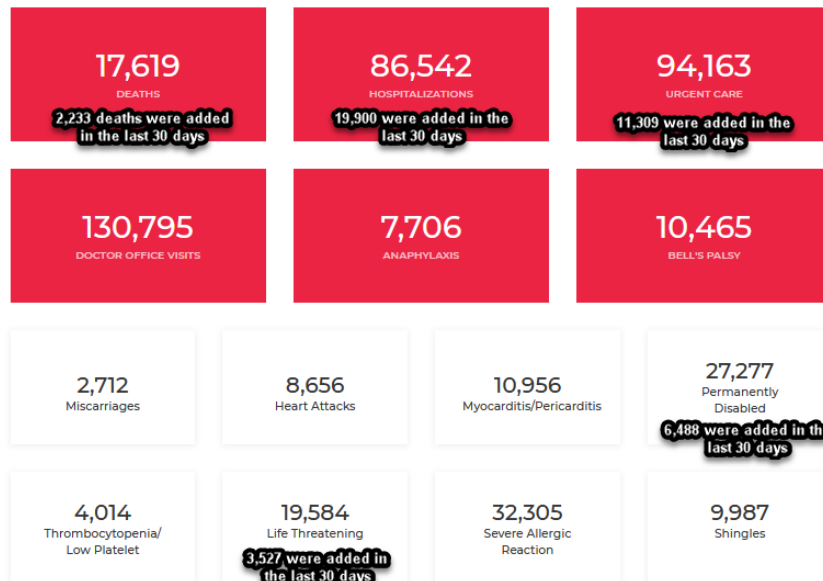 17,619
DEATHS
2,233 deaths were added
in the last 30 days
86,542
HOSPITALIZATIONS
19,900 were added in the
last 30 days
94,163
URGENT CARE
11,309 were added in the
last 30 days
130,795
DOCTOR OFFICE VISITS
7,706
ANAPHYLAXIS
10,465
BELL'S PALSY
2,712
Miscarriages
8,656
Heart Attacks
10,956
Myocarditis/Pericarditis
27,277
Permanently
Disabled
6,488 were added in th
last 30 days
4,014
Thrombocytopenia/
Low Platelet
19,584
Life Threatening
3,527 were added in
the last 30 days
32,305
Severe Allergic
Reaction
9,987
Shingles